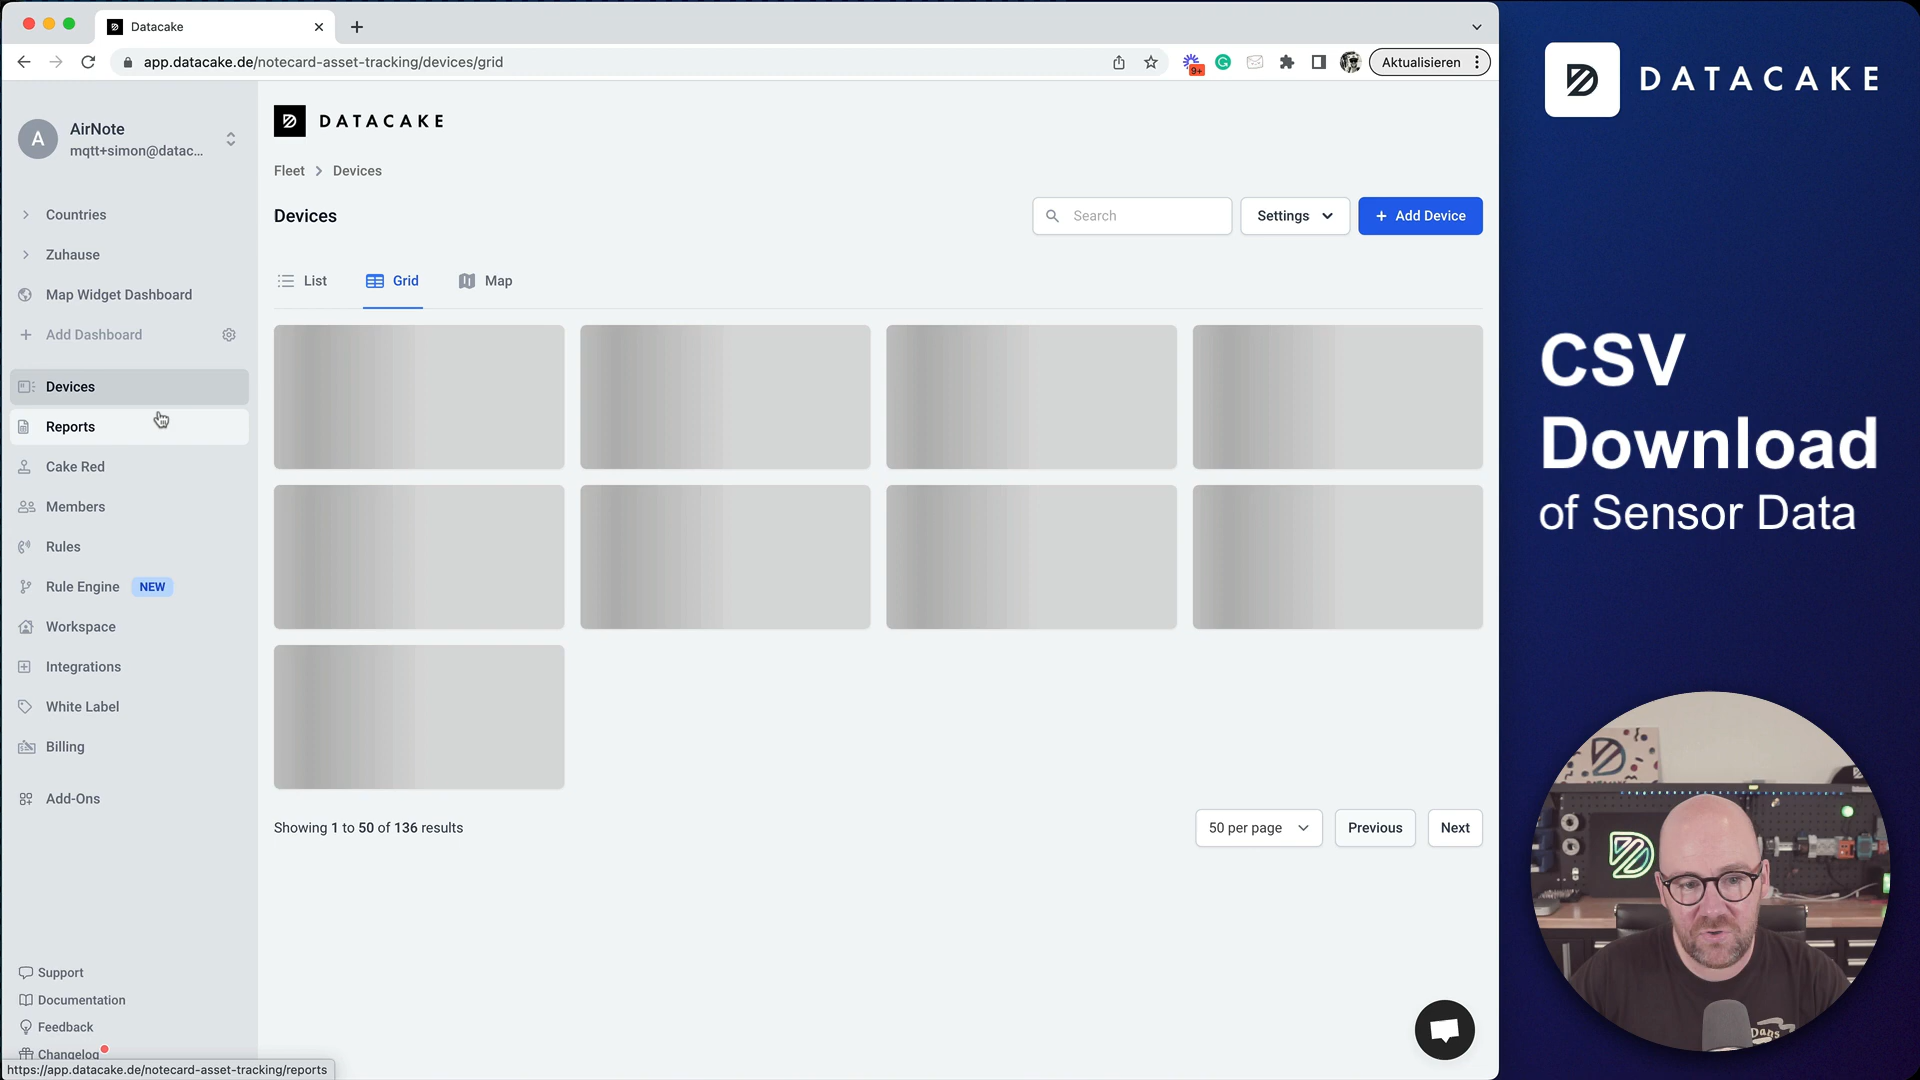 Datacake
app.datacake.de/notecard-asset-tracking/devices/grid
9+
Aktualisieren
A
AirNote
mqtt+simon@datac...
Countries
Zuhause
Map Widget Dashboard
Add Dashboard
Devices
Reports
Cake Red
Members
Rules
Rule Engine NEW
Workspace
Integrations
White Label
Billing
Add-Ons
Support
Documentation
Feedback
Changelog
https://app.datacake.de/notecard-asset-tracking/reports
DATACAKE
Fleet > Devices
Devices
Search
Settings
+ Add Device
List
Grid
Map
Showing 1 to 50 of 136 results
50 per page
Previous
Next
DATACAKE
CSV
Download
of Sensor Data
Dans